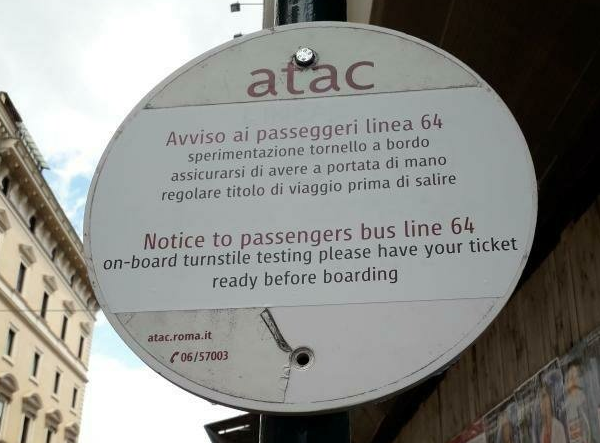 atac
Avviso ai passeggeri linea 64
sperimentazione tornello a bordo
assicurarsi di avere a portata di mano
regolare titolo di viaggio prima di salire
Notice to passengers bus line 64
on-board turnstile testing please have your ticket
ready before boarding
atac.roma.it
06/57003